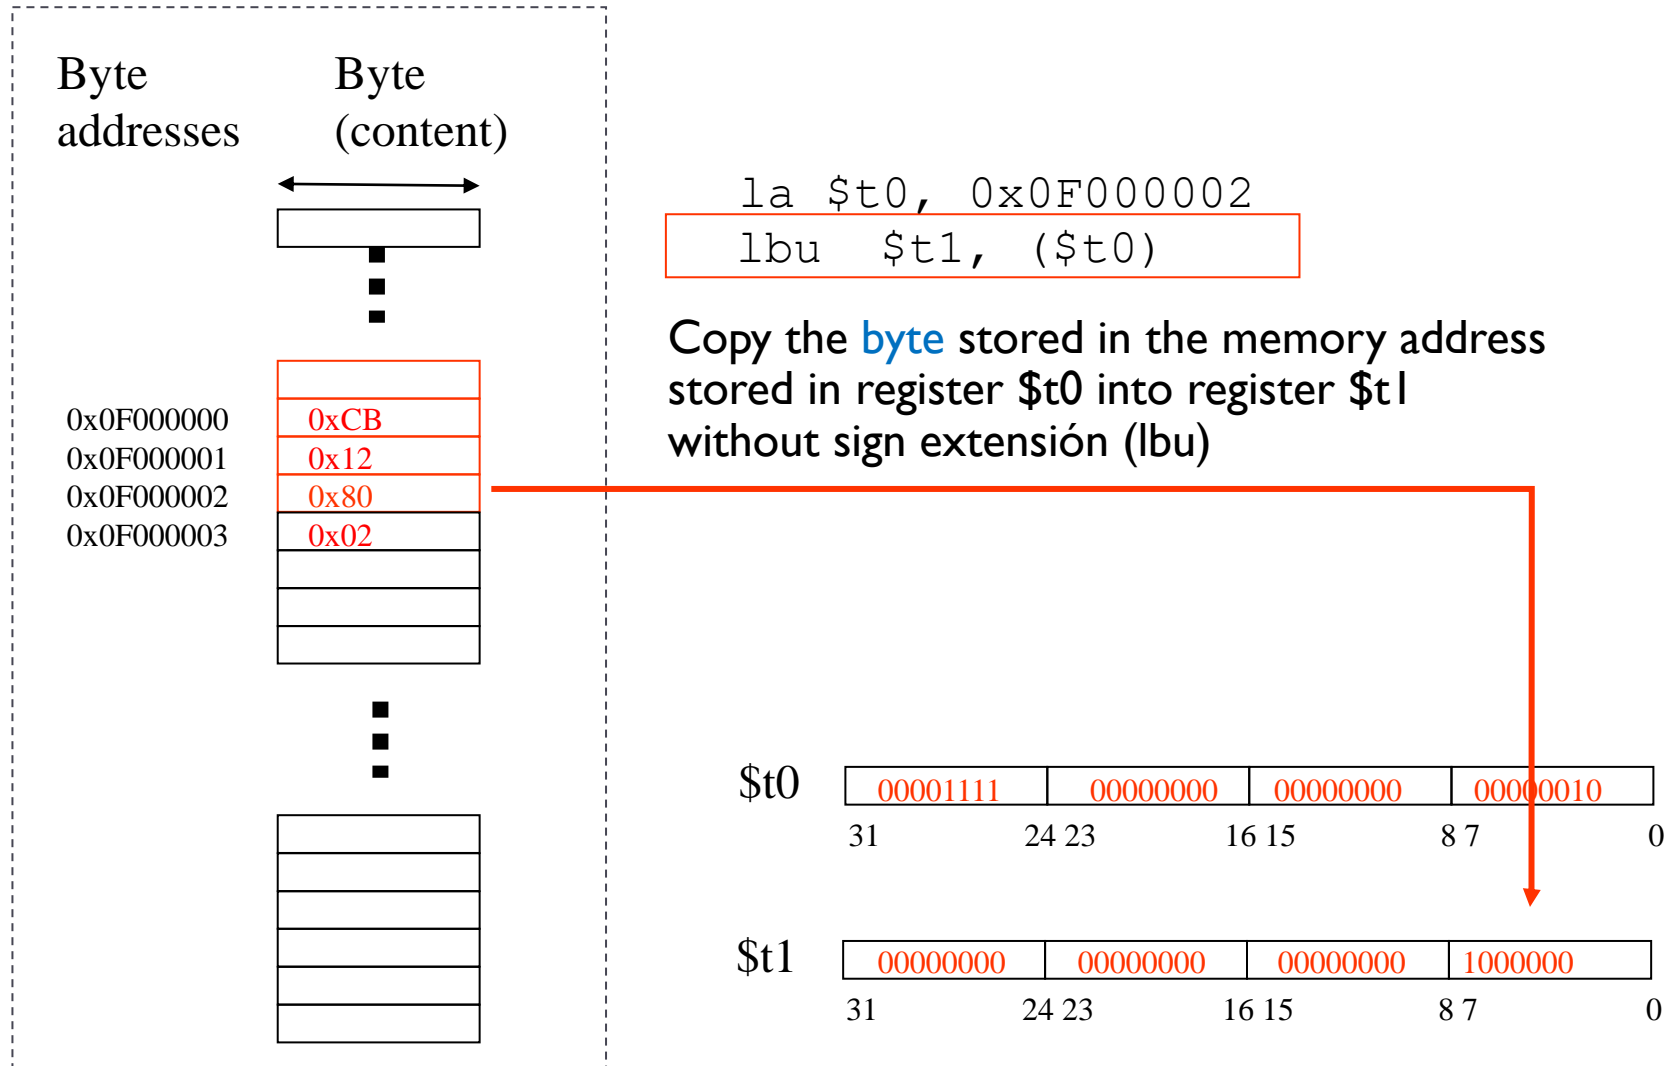 Byte addresses
Byte (content)
la $t0, 0x0F000002
lbu $t1, ($t0)
Copy the byte stored in the memory address
stored in register $t0 into register $t1
without sign extensión (lbu)
0x0F000000 0xCB
0x0F000001 0x12
0x0F000002 0x80
0x0F000003 0x02
$t0 00001111 00000000 00000000 00000010
31 24 23 16 15 8 7 0
$t1 00000000 00000000 00000000 1000000
31 24 23 16 15 8 7 0